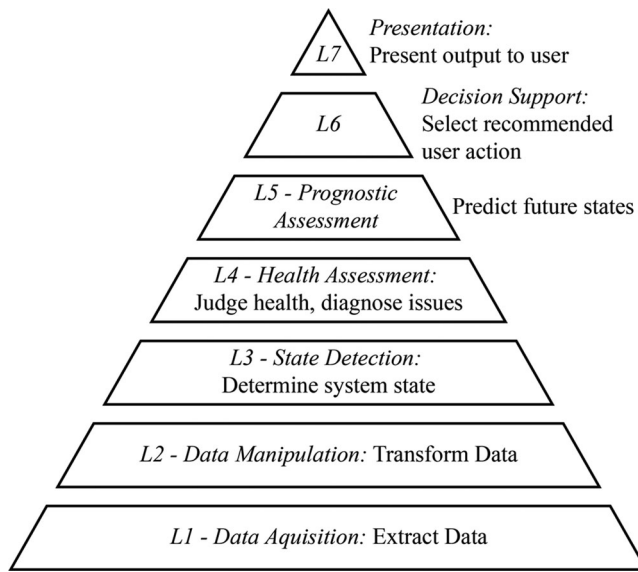 Presentation:
L7 Present output to user
Decision Support:
L6 Select recommended
user action
L5 - Prognostic
Assessment
Predict future states
L4 - Health Assessment:
Judge health, diagnose issues
L3 - State Detection:
Determine system state
L2 - Data Manipulation: Transform Data
L1 - Data Aquisition: Extract Data